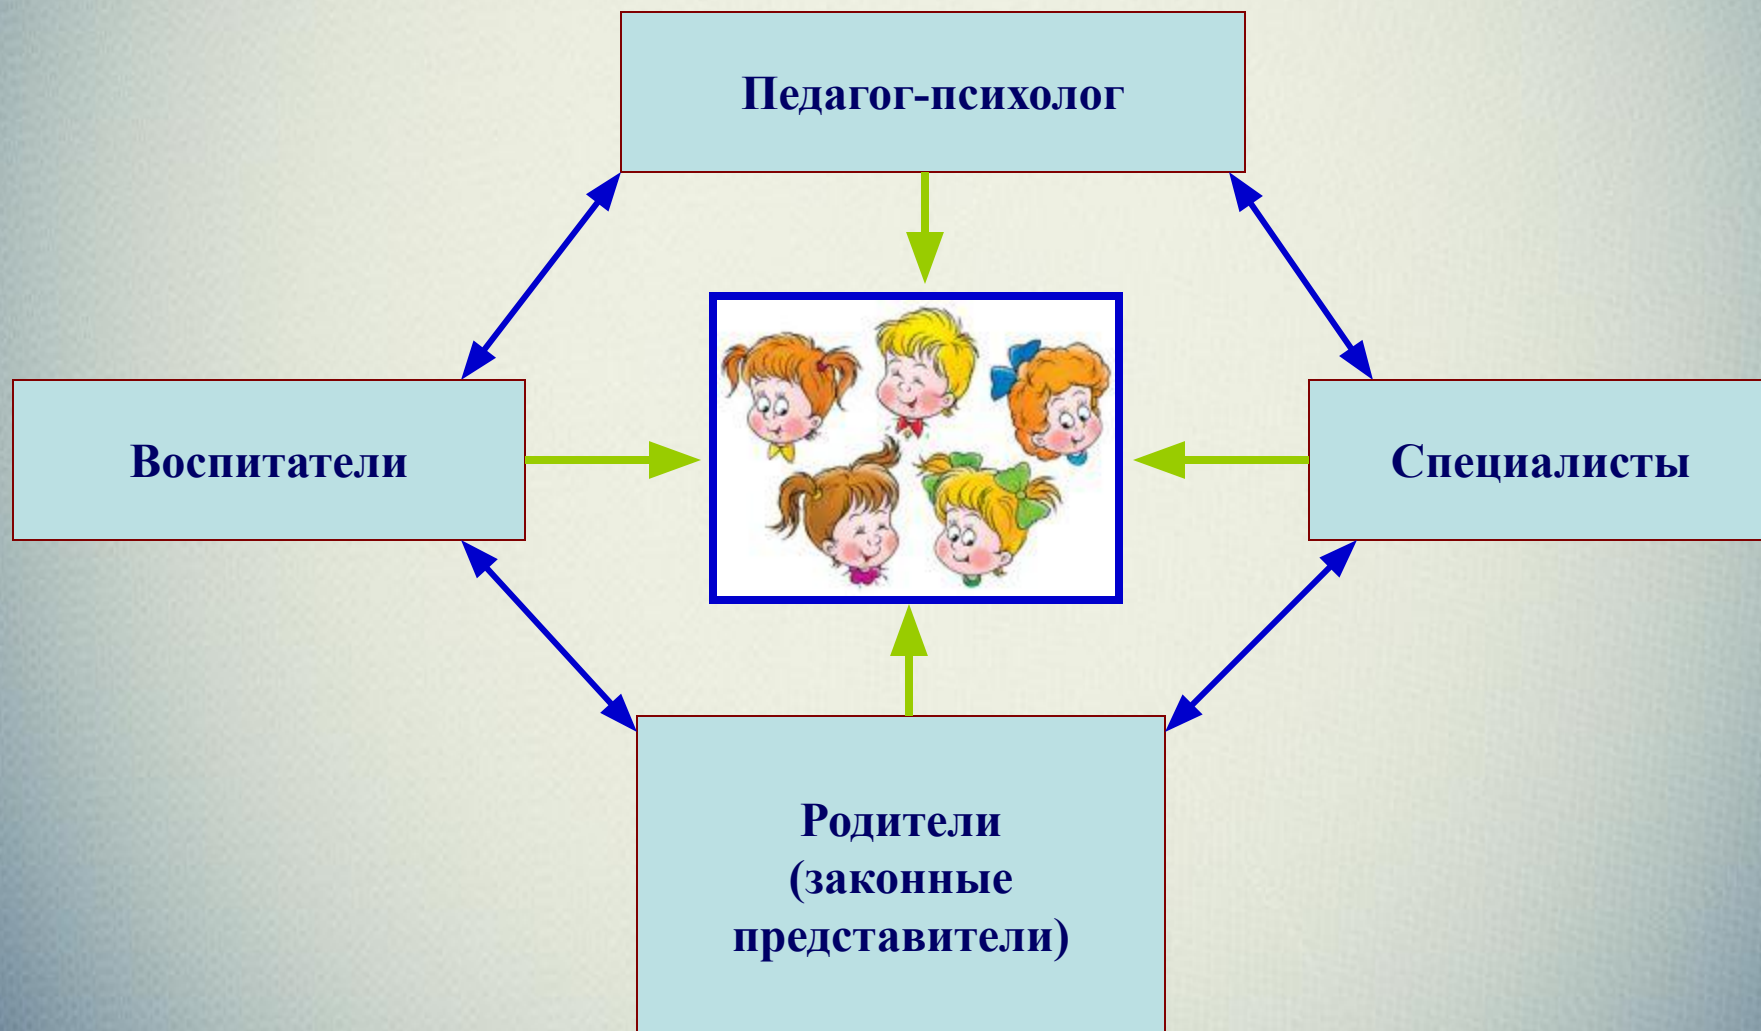 Педагог-психолог
Воспитатели
Специалисты
Родители
(законные
представители)